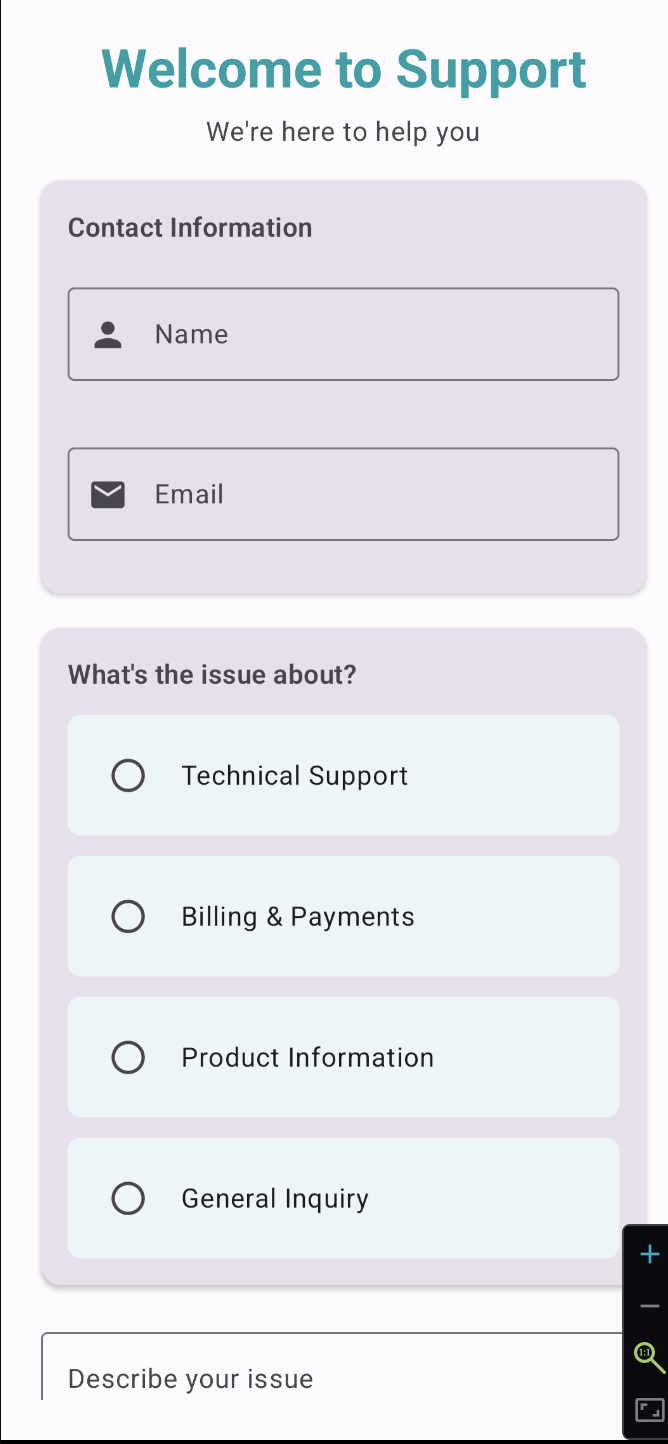 Welcome to Support
We're here to help you
Contact Information
Name
Email
What's the issue about?
Technical Support
Billing & Payments
Product Information
General Inquiry
Describe your issue
1:1